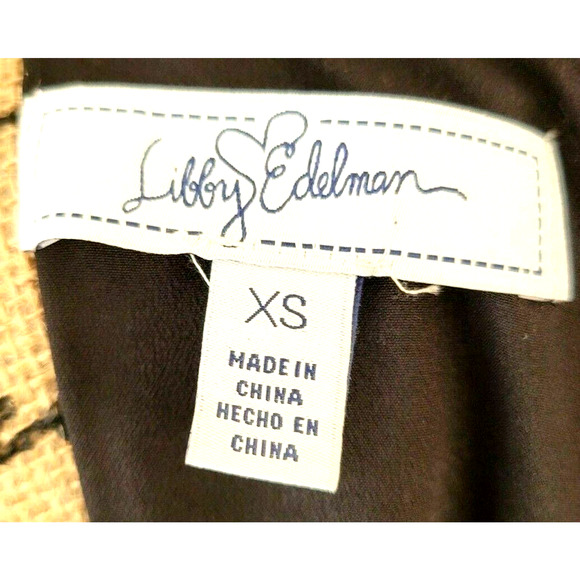 Libby Edelman
XS
MADE IN
CHINA
HECHO EN
CHINA